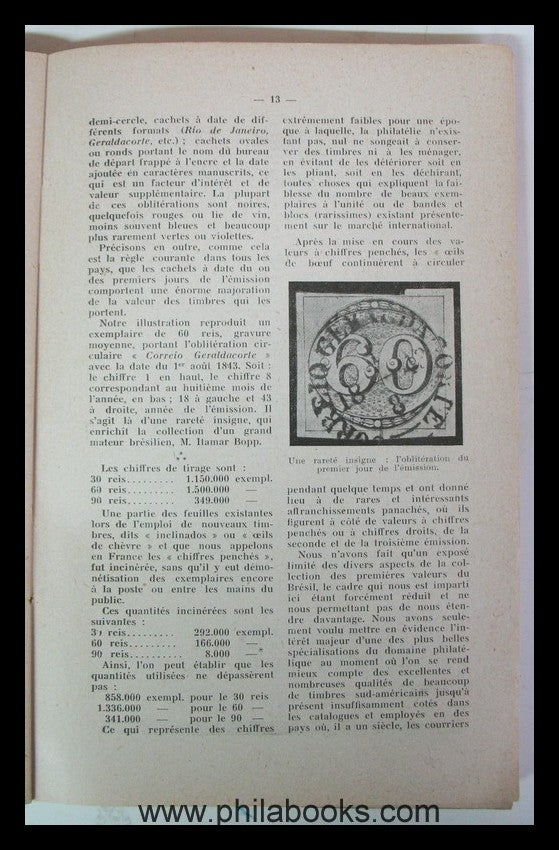 — 13 —
demi-cercle, cachets à date de dif-
férents formats (Rio de Janeiro,
Geraldacorte, etc.) ; cachets ovales
ou ronds portant le nom du bureau
de départ frappé à l'encre et la date
ajoutée en caractères manuscrits, ce
qui est un facteur d'intérêt et de
valeur supplémentaire. La plupart
de ces oblitérations sont noires,
quelquefois rouges ou lie de vin,
moins souvent bleues et beaucoup
plus rarement vertes ou violettes.
Précisons en outre, comme cela
est la règle courante dans tous les
pays, que les cachets à date du ou
des premiers jours de l'émission
comportent une énorme majoration
de la valeur des timbres qui les
portent.
Notre illustration reproduit un
exemplaire de 60 reis, gravure
moyenne, portant l'oblitération cir-
culaire « Correio Geraldacorte »
avec la date du 1er août 1843. Soit :
le chiffre 1 en haut, le chiffre 8
correspondant au huitième mois de
l'année, en bas ; 18 à gauche et 43
à droite, année de l'émission. Il
s'agit là d'une rareté insigne, qui
enrichit la collection d'un grand
mateur brésilien, M. Itamar Bopp.
Les chiffres de tirage sont :
30 reis......... 1.150.000 exempl.
60 reis......... 1.500.000 —
90 reis......... 349.000 —
Une partie des feuilles existantes
lors de l'emploi de nouveaux tim-
bres, dits « inclinados » ou « œils
de chèvre » et que nous appelons
en France les « chiffres penchés »,
fut incinérée, sans qu'il y eut démo-
nétisation des exemplaires encore
à la poste ou entre les mains du
public.
Ces quantités incinérées sont les
suivantes :
30 reis......... 292.000 exempl.
60 reis......... 166.000 —
90 reis......... 8.000 —
Ainsi, l'on peut établir que les
quantités utilisées ne dépassèrent
pas :
858.000 exempl. pour le 30 reis
1.336.000 — pour le 60 —
341.000 — pour le 90 —
Ce qui représente des chiffres
extrêmement faibles pour une épo-
que à laquelle, la philatélie n'exis-
tant pas, nul ne songeait à conser-
ver des timbres ni à les ménager,
en évitant de les détériorer soit en
les pliant, soit en les déchirant,
toutes choses qui expliquent la fai-
blesse du nombre de beaux exem-
plaires à l'unité ou de bandes et
blocs (rarissimes) existant présente-
ment sur le marché international.
Après la mise en cours des va-
leurs à chiffres penchés, les « œils
de bœuf continuèrent à circuler
CORREIO GERAL DA CORTE
60
18
8
Une rareté insigne : l'oblitération du
premier jour de l'émission.
pendant quelque temps et ont donné
lieu à de rares et intéressants
affranchissements panachés, où ils
figurent à côté de valeurs à chiffres
penchés ou à chiffres droits, de la
seconde et de la troisième émission.
Nous n'avons fait qu'un exposé
limité des divers aspects de la col-
lection des premières valeurs du
Brésil, le cadre qui nous est imparti
ici étant forcément réduit et ne
nous permettant pas de nous éten-
dre davantage. Nous avons seule-
ment voulu mettre en évidence l'in-
térêt majeur d'une des plus belles
spécialisations du domaine philaté-
lique au moment où l'on se rend
mieux compte des excellentes et
nombreuses qualités de beaucoup
de timbres sud-américains jusqu'à
présent insuffisamment cotés dans
les catalogues et employés en des
pays où, il a un siècle, les courriers
www.philabooks.com